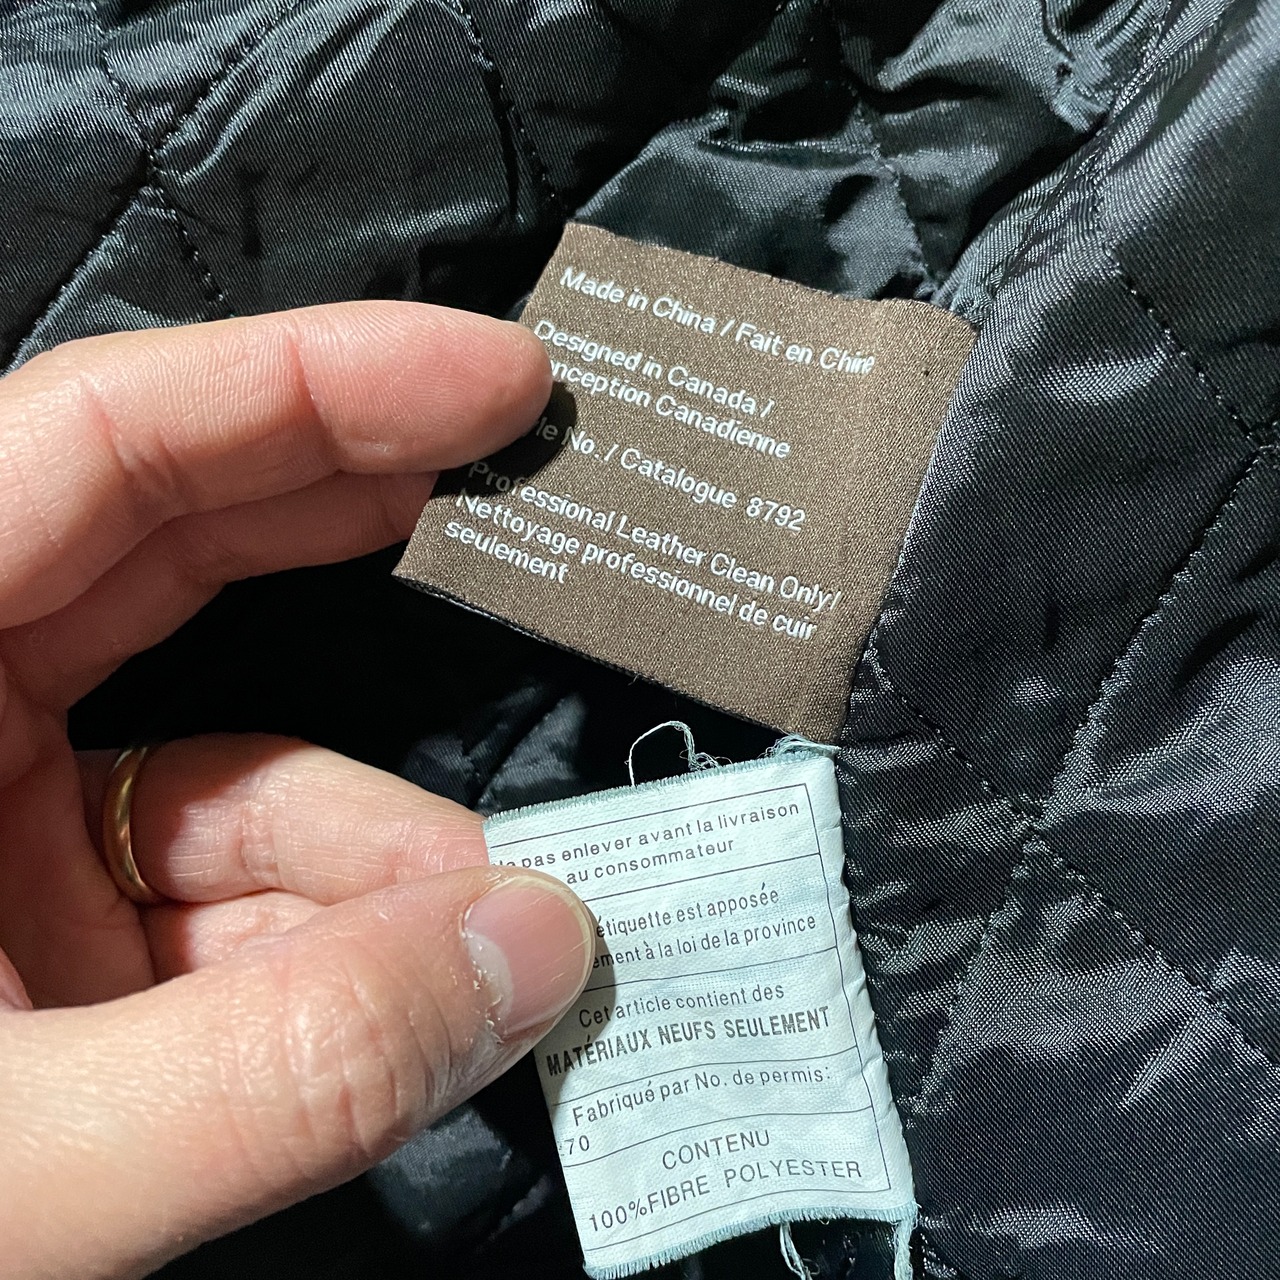 Made in China / Fait en Chine
Designed in Canada /
onception Canadienne
le No. / Catalogue 8792
Professional Leather Clean Only/
Nettoyage professionnel de cuir
seulement
pas enlever avant la livraison
au consommateur
étiquette est apposée
ement à la loi de la province
Cet article contient des
MATÉRIAUX NEUFS SEULEMENT
Fabriqué par No. de permis:
70
CONTENU
100%FIBRE POLYESTER